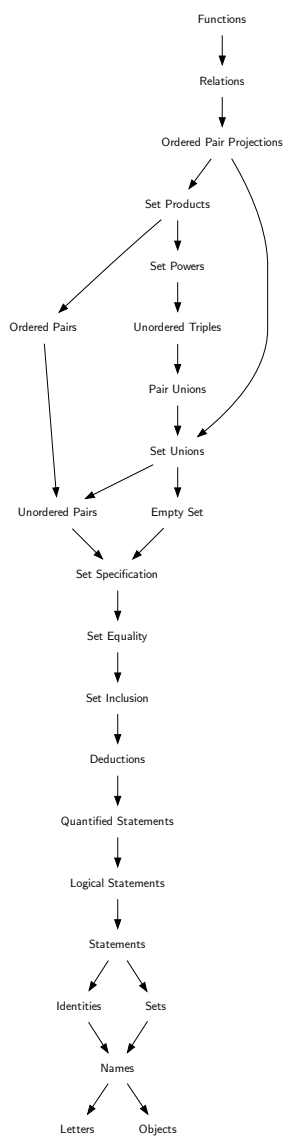 Functions
Relations
Ordered Pair Projections
Set Products
Set Powers
Ordered Pairs
Unordered Triples
Pair Unions
Set Unions
Unordered Pairs
Empty Set
Set Specification
Set Equality
Set Inclusion
Deductions
Quantified Statements
Logical Statements
Statements
Identities
Sets
Names
Letters
Objects